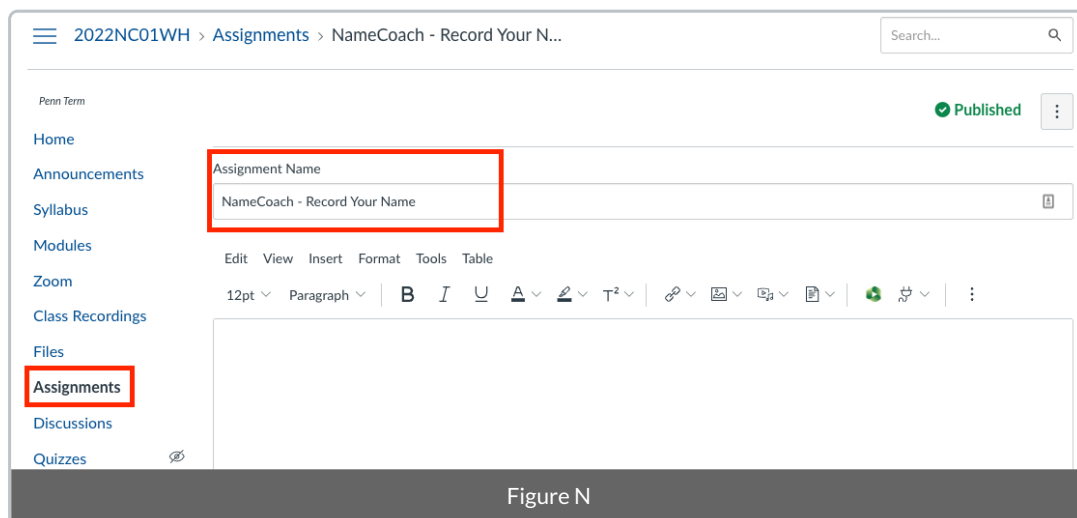 2022NC01WH > Assignments > NameCoach - Record Your N...
Search...
Penn Term
Published
Home
Announcements
Syllabus
Modules
Zoom
Class Recordings
Files
Assignments
Discussions
Quizzes
Assignment Name
NameCoach - Record Your Name
Edit View Insert Format Tools Table
12pt Paragraph B I U A T²
Figure N